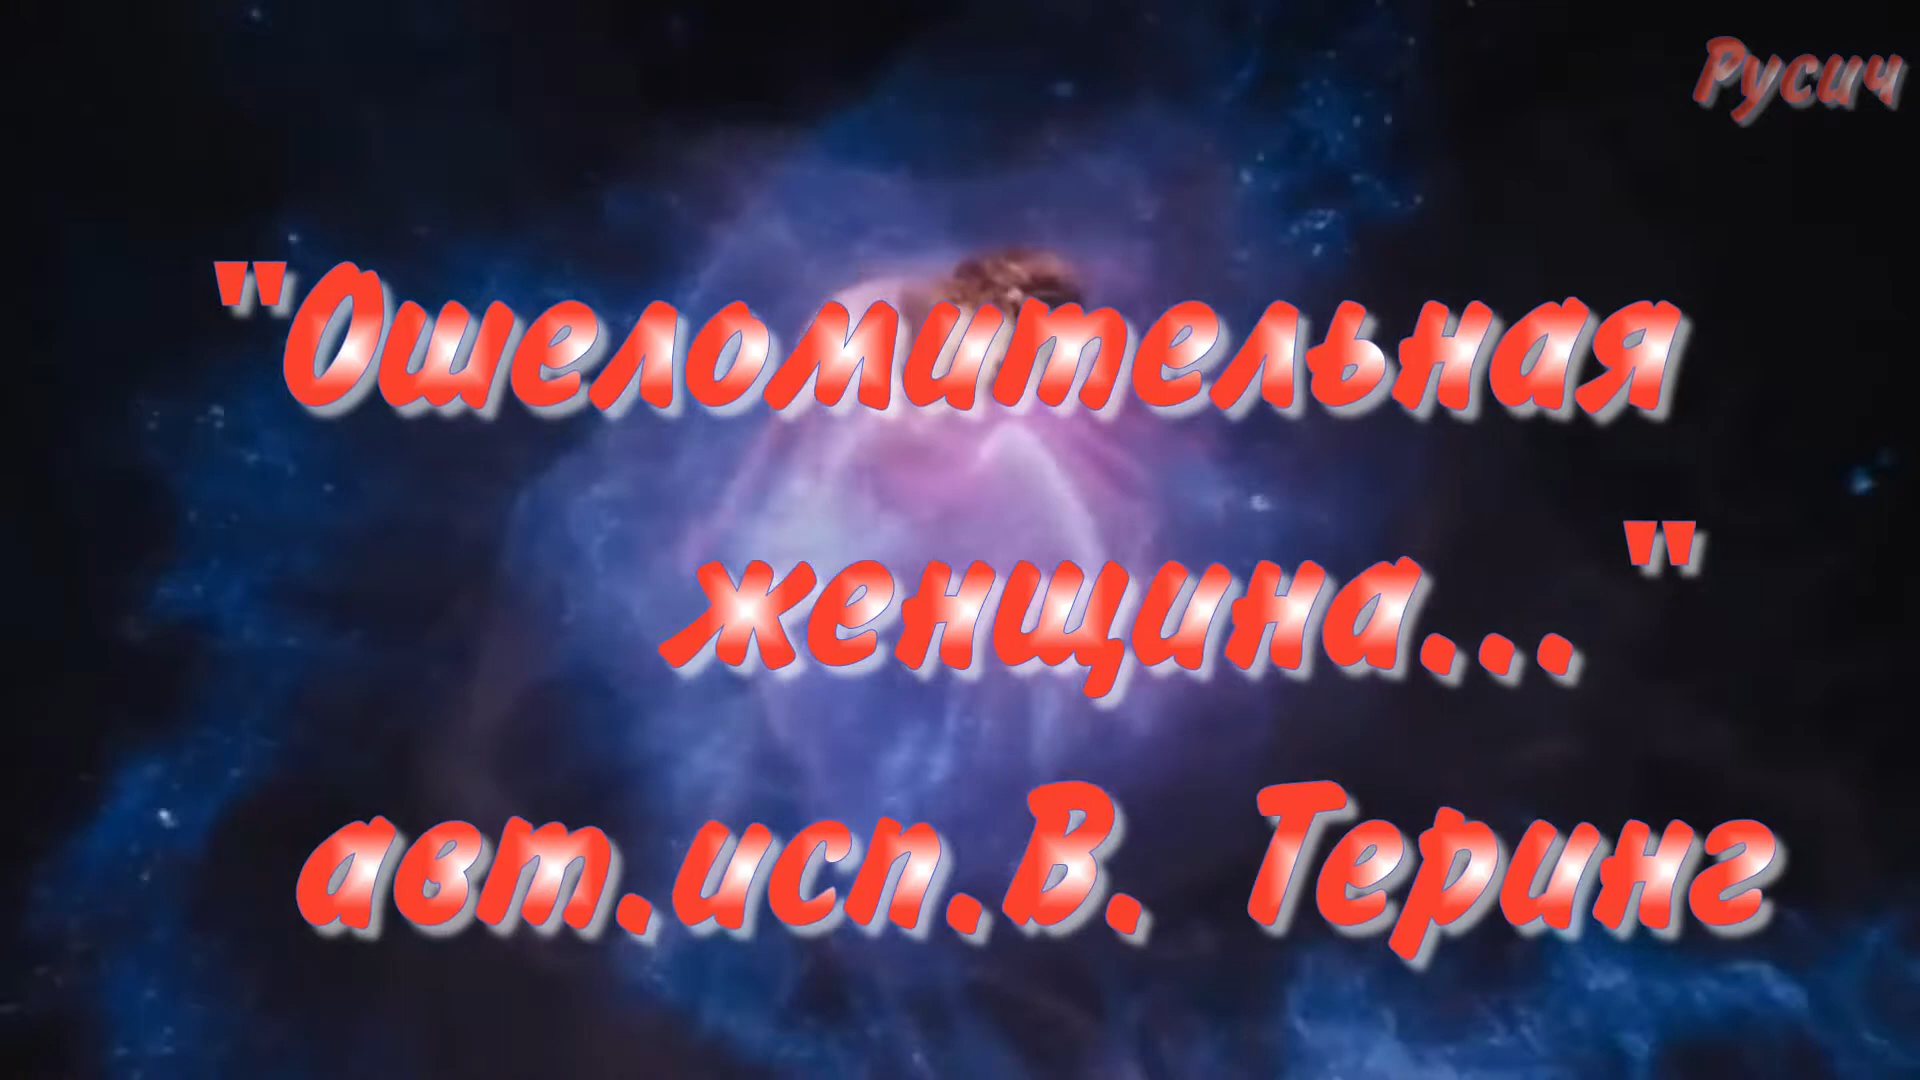 Русич
"Ошеломительная
женщина... "
авт.исп.В. Теринг